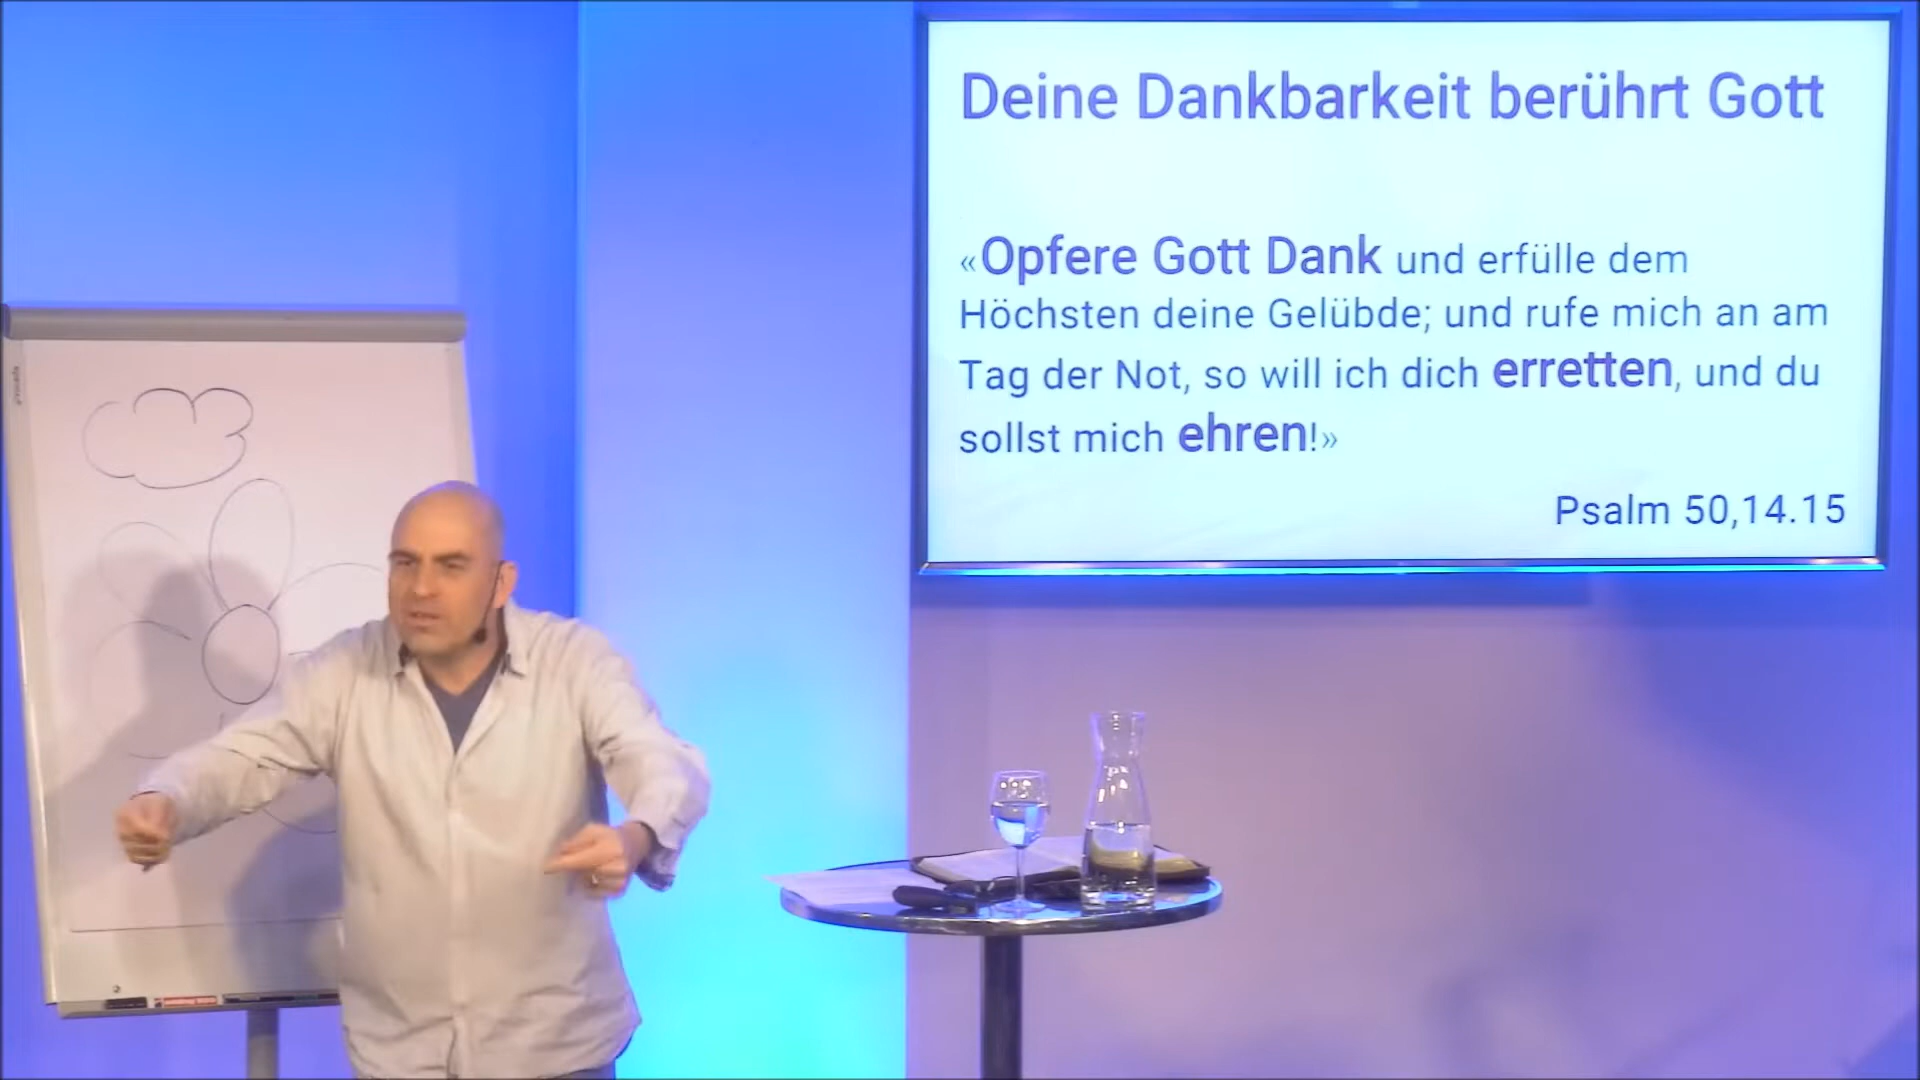 Deine Dankbarkeit berührt Gott
«Opfere Gott Dank und erfülle dem
Höchsten deine Gelübde; und rufe mich an am
Tag der Not, so will ich dich erretten, und du
sollst mich ehren!»
Psalm 50,14.15